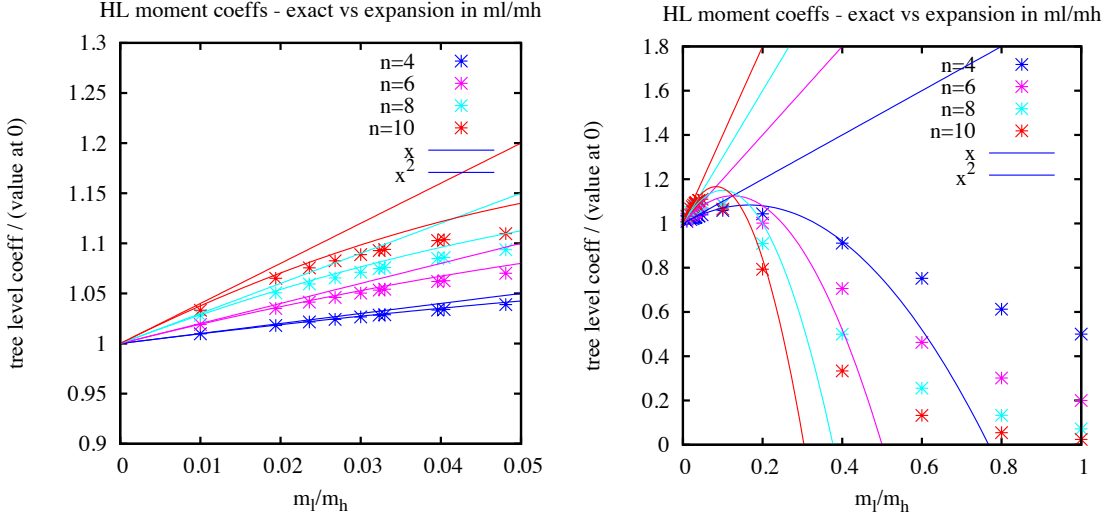 HL moment coeffs - exact vs expansion in ml/mh
tree level coeff / (value at 0)
1.3
1.25
1.2
1.15
1.1
1.05
1
0.95
0.9
n=4
n=6
n=8
n=10
x
x²
0
0.01
0.02
0.03
0.04
0.05
m_l/m_h
HL moment coeffs - exact vs expansion in ml/mh
tree level coeff / (value at 0)
1.8
1.6
1.4
1.2
1
0.8
0.6
0.4
0.2
0
n=4
n=6
n=8
n=10
x
x²
0
0.2
0.4
0.6
0.8
1
m_l/m_h